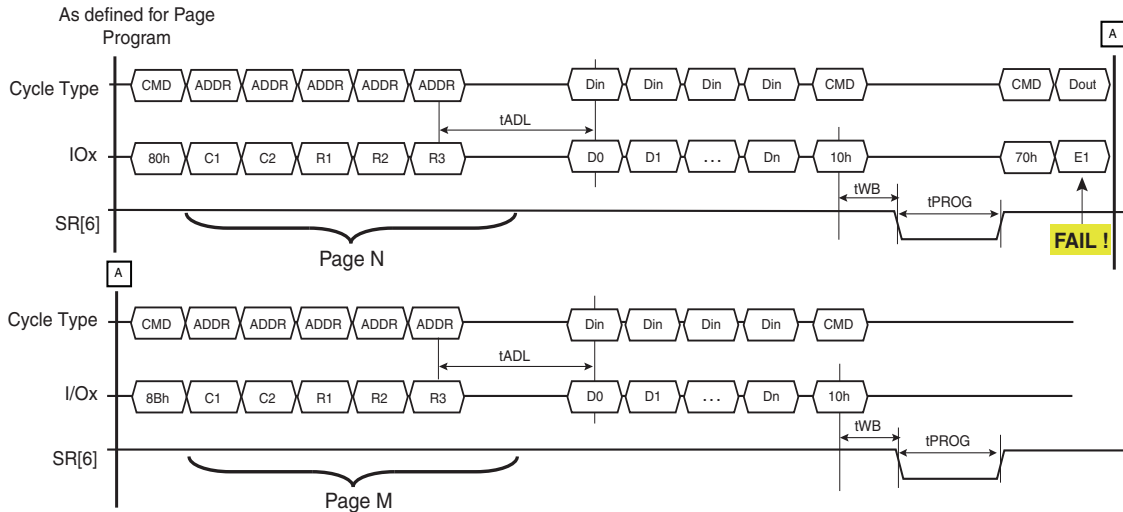 As defined for Page
Program
A
Cycle Type
CMD ADDR ADDR ADDR ADDR ADDR Din Din Din Din CMD CMD Dout
tADL
IOx
80h C1 C2 R1 R2 R3 D0 D1 ... Dn 10h 70h E1
tWB
tPROG
SR[6]
FAIL !
Page N
A
Cycle Type
CMD ADDR ADDR ADDR ADDR ADDR Din Din Din Din CMD
tADL
I/Ox
8Bh C1 C2 R1 R2 R3 D0 D1 ... Dn 10h
tWB
tPROG
SR[6]
Page M